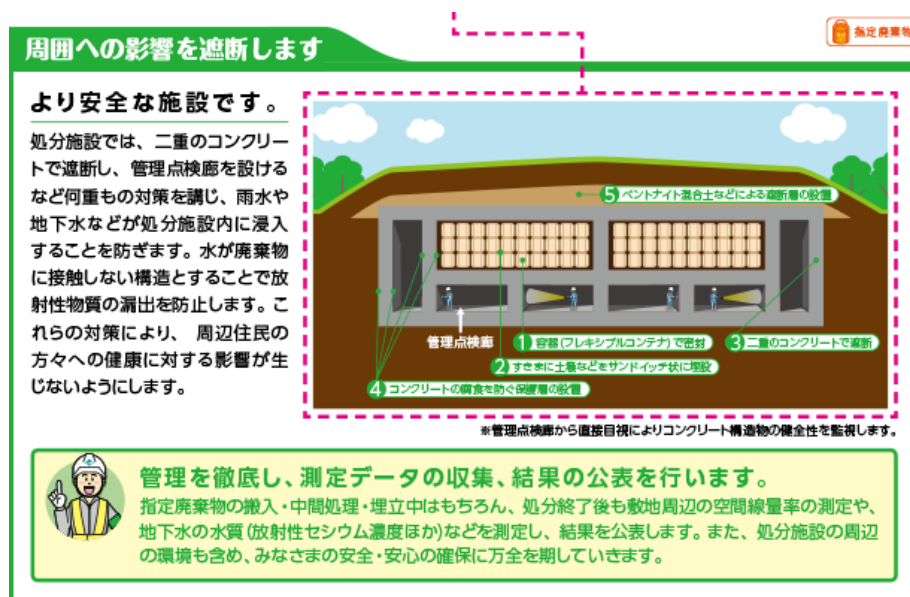 周囲への影響を遮断します
指定廃棄物
より安全な施設です。
処分施設では、二重のコンクリー
トで遮断し、管理点検廊を設ける
など何重もの対策を講じ、雨水や
地下水などが処分施設内に浸入
することを防ぎます。水が廃棄物
に接触しない構造とすることで放
射性物質の漏出を防止します。こ
れらの対策により、 周辺住民の
方々への健康に対する影響が生
じないようにします。
5 ベントナイト混合土などによる遮断層の設置
管理点検廊
1 容器(フレキシブルコンテナ)で密封
3 二重のコンクリートで遮断
2 すきまに土壌などをサンドイッチ状に埋設
4 コンクリートの腐食を防ぐ保護層の設置
※管理点検廊から直接目視によりコンクリート構造物の健全性を監視します。
管理を徹底し、測定データの収集、結果の公表を行います。
指定廃棄物の搬入・中間処理・埋立中はもちろん、処分終了後も敷地周辺の空間線量率の測定や、
地下水の水質(放射性セシウム濃度ほか)などを測定し、結果を公表します。また、処分施設の周辺
の環境も含め、みなさまの安全・安心の確保に万全を期していきます。